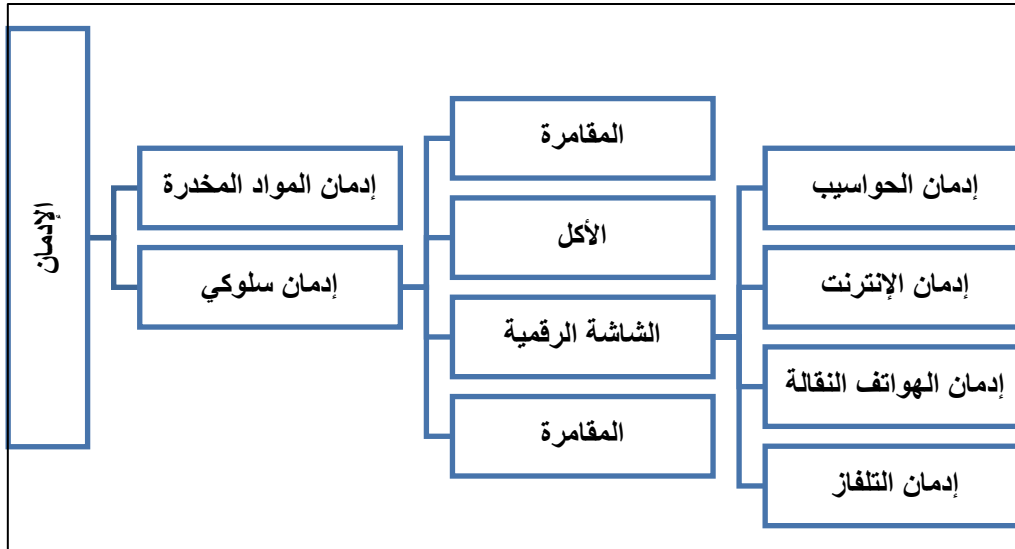 الإدمان
إدمان المواد المخدرة
إدمان سلوكي
المقامرة
الأكل
الشاشة الرقمية
المقامرة
إدمان الحواسيب
إدمان الإنترنت
إدمان الهواتف النقالة
إدمان التلفاز